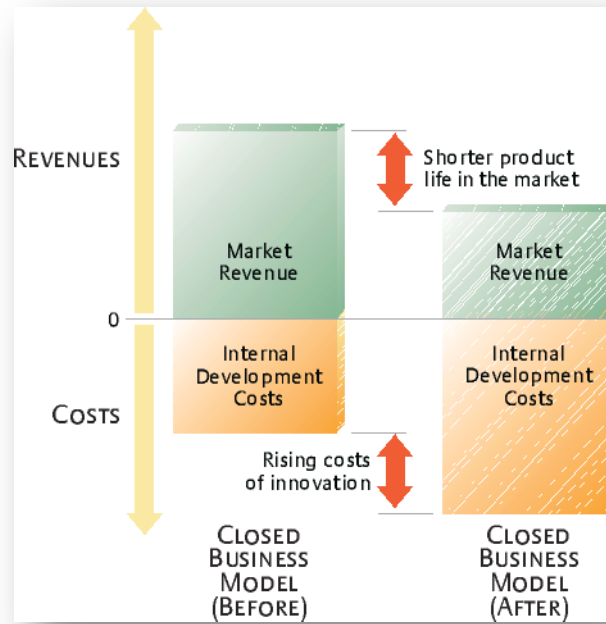 REVENUES
Shorter product
life in the market
Market
Revenue
Market
Revenue
0
Internal
Development
Costs
Internal
Development
Costs
COSTS
Rising costs
of innovation
CLOSED
BUSINESS
MODEL
(BEFORE)
CLOSED
BUSINESS
MODEL
(AFTER)